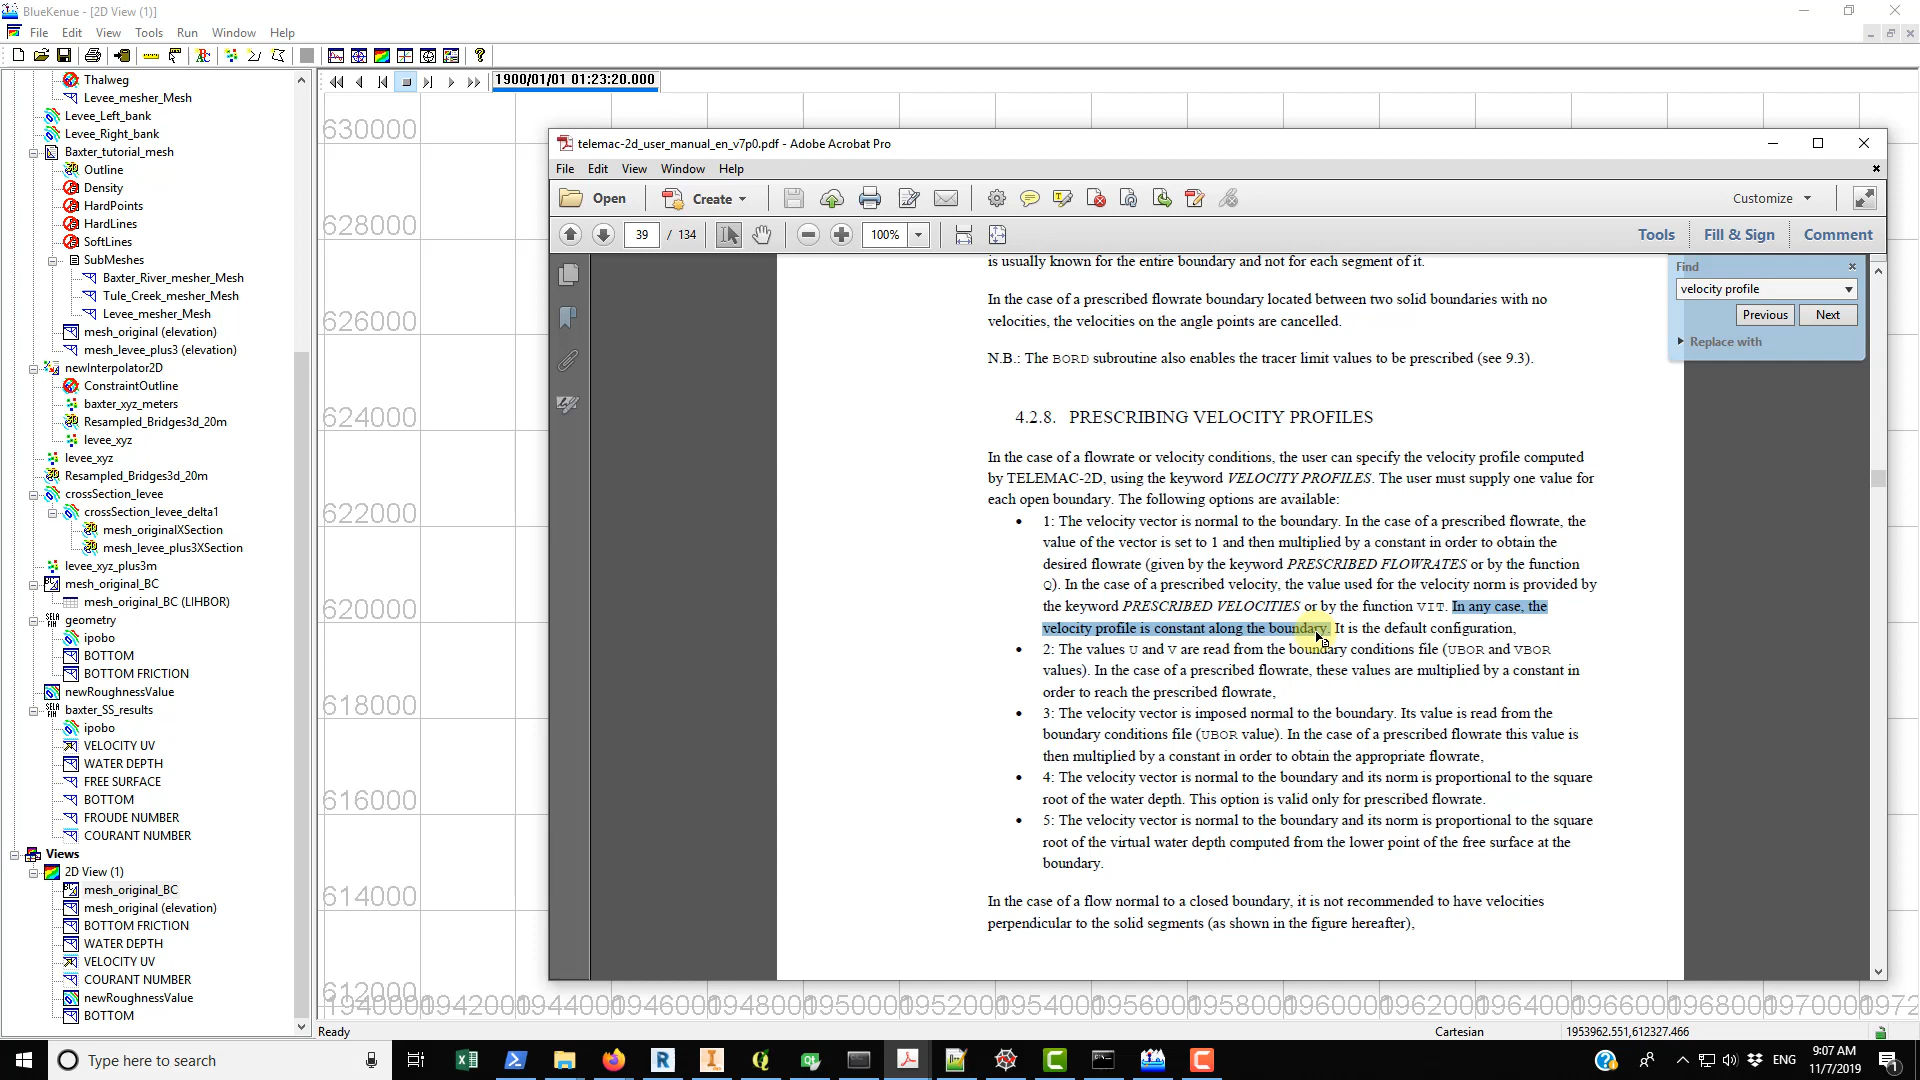 BlueKenue - [2D View (1)]
File Edit View Tools Run Window Help
1900/01/01 01:23:20.000
Thalweg
Levee_mesher_Mesh
Levee_Left_bank
Levee_Right_bank
Baxter_tutorial_mesh
Outline
Density
HardPoints
HardLines
SoftLines
SubMeshes
Baxter_River_mesher_Mesh
Tule_Creek_mesher_Mesh
Levee_mesher_Mesh
mesh_original (elevation)
mesh_levee_plus3 (elevation)
newInterpolator2D
ConstraintOutline
baxter_xyz_meters
Resampled_Bridges3d_20m
levee_xyz
levee_xyz
Resampled_Bridges3d_20m
crossSection_levee
crossSection_levee_delta1
mesh_originalXSection
mesh_levee_plus3XSection
levee_xyz_plus3m
mesh_original_BC
mesh_original_BC (LIHBOR)
geometry
ipobo
BOTTOM
BOTTOM FRICTION
newRoughnessValue
baxter_SS_results
ipobo
VELOCITY UV
WATER DEPTH
FREE SURFACE
BOTTOM
FROUDE NUMBER
COURANT NUMBER
Views
2D View (1)
mesh_original_BC
mesh_original (elevation)
BOTTOM FRICTION
WATER DEPTH
VELOCITY UV
COURANT NUMBER
newRoughnessValue
BOTTOM
630000
628000
626000
624000
622000
620000
618000
616000
614000
612000
telemac-2d_user_manual_en_v7p0.pdf - Adobe Acrobat Pro
File Edit View Window Help
Open Create Customize
39 / 134 100% Tools Fill & Sign Comment
Find
velocity profile
Previous Next
Replace with
is usually known for the entire boundary and not for each segment of it.
In the case of a prescribed flowrate boundary located between two solid boundaries with no
velocities, the velocities on the angle points are cancelled.
N.B.: The BORD subroutine also enables the tracer limit values to be prescribed (see 9.3).
4.2.8. PRESCRIBING VELOCITY PROFILES
In the case of a flowrate or velocity conditions, the user can specify the velocity profile computed
by TELEMAC-2D, using the keyword VELOCITY PROFILES. The user must supply one value for
each open boundary. The following options are available:
• 1: The velocity vector is normal to the boundary. In the case of a prescribed flowrate, the
value of the vector is set to 1 and then multiplied by a constant in order to obtain the
desired flowrate (given by the keyword PRESCRIBED FLOWRATES or by the function
Q). In the case of a prescribed velocity, the value used for the velocity norm is provided by
the keyword PRESCRIBED VELOCITIES or by the function VIT. In any case, the
velocity profile is constant along the boundary. It is the default configuration,
• 2: The values U and V are read from the boundary conditions file (UBOR and VBOR
values). In the case of a prescribed flowrate, these values are multiplied by a constant in
order to reach the prescribed flowrate,
• 3: The velocity vector is imposed normal to the boundary. Its value is read from the
boundary conditions file (UBOR value). In the case of a prescribed flowrate this value is
then multiplied by a constant in order to obtain the appropriate flowrate,
• 4: The velocity vector is normal to the boundary and its norm is proportional to the square
root of the water depth. This option is valid only for prescribed flowrate.
• 5: The velocity vector is normal to the boundary and its norm is proportional to the square
root of the virtual water depth computed from the lower point of the free surface at the
boundary.
In the case of a flow normal to a closed boundary, it is not recommended to have velocities
perpendicular to the solid segments (as shown in the figure hereafter),
Ready Cartesian 1953962.551,612327.466
Type here to search
ENG 9:07 AM
11/7/2019